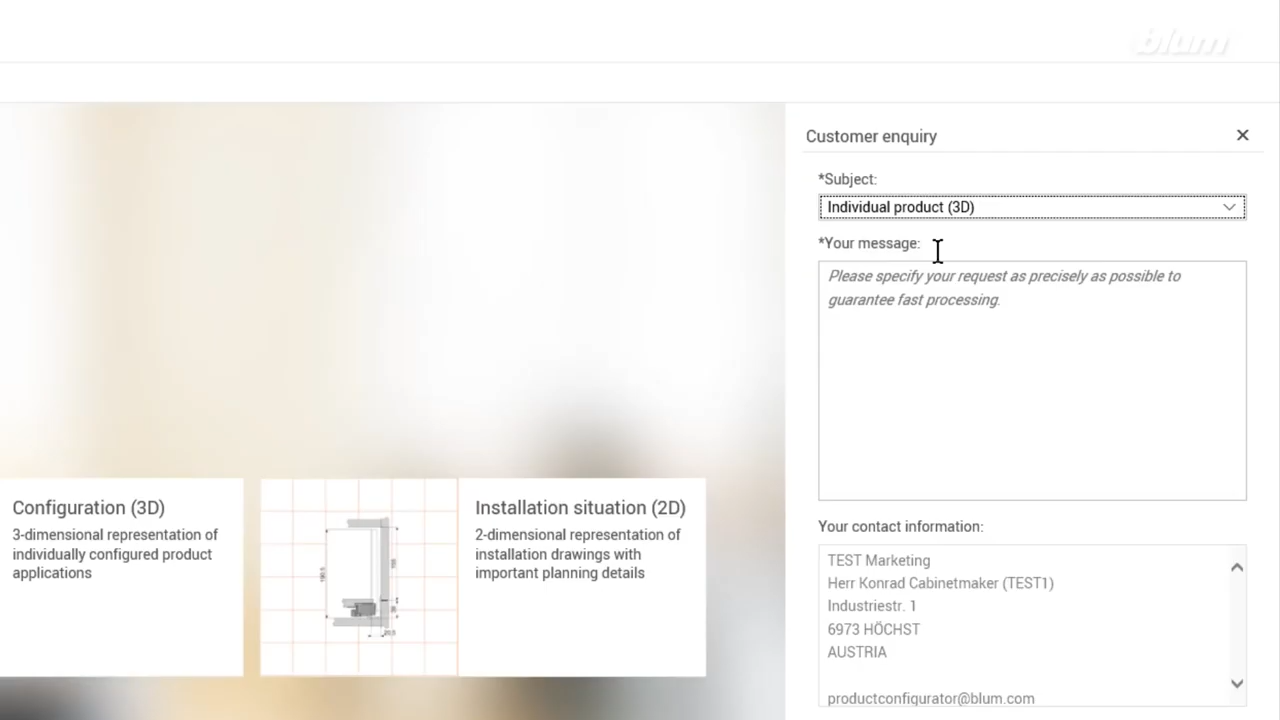 blum
Customer enquiry
*Subject:
Individual product (3D)
*Your message:
Please specify your request as precisely as possible to
guarantee fast processing.
Configuration (3D)
3-dimensional representation of
individually configured product
applications
Installation situation (2D)
2-dimensional representation of
installation drawings with
important planning details
Your contact information:
TEST Marketing
Herr Konrad Cabinetmaker (TEST1)
Industriestr. 1
6973 HÖCHST
AUSTRIA
productconfigurator@blum.com